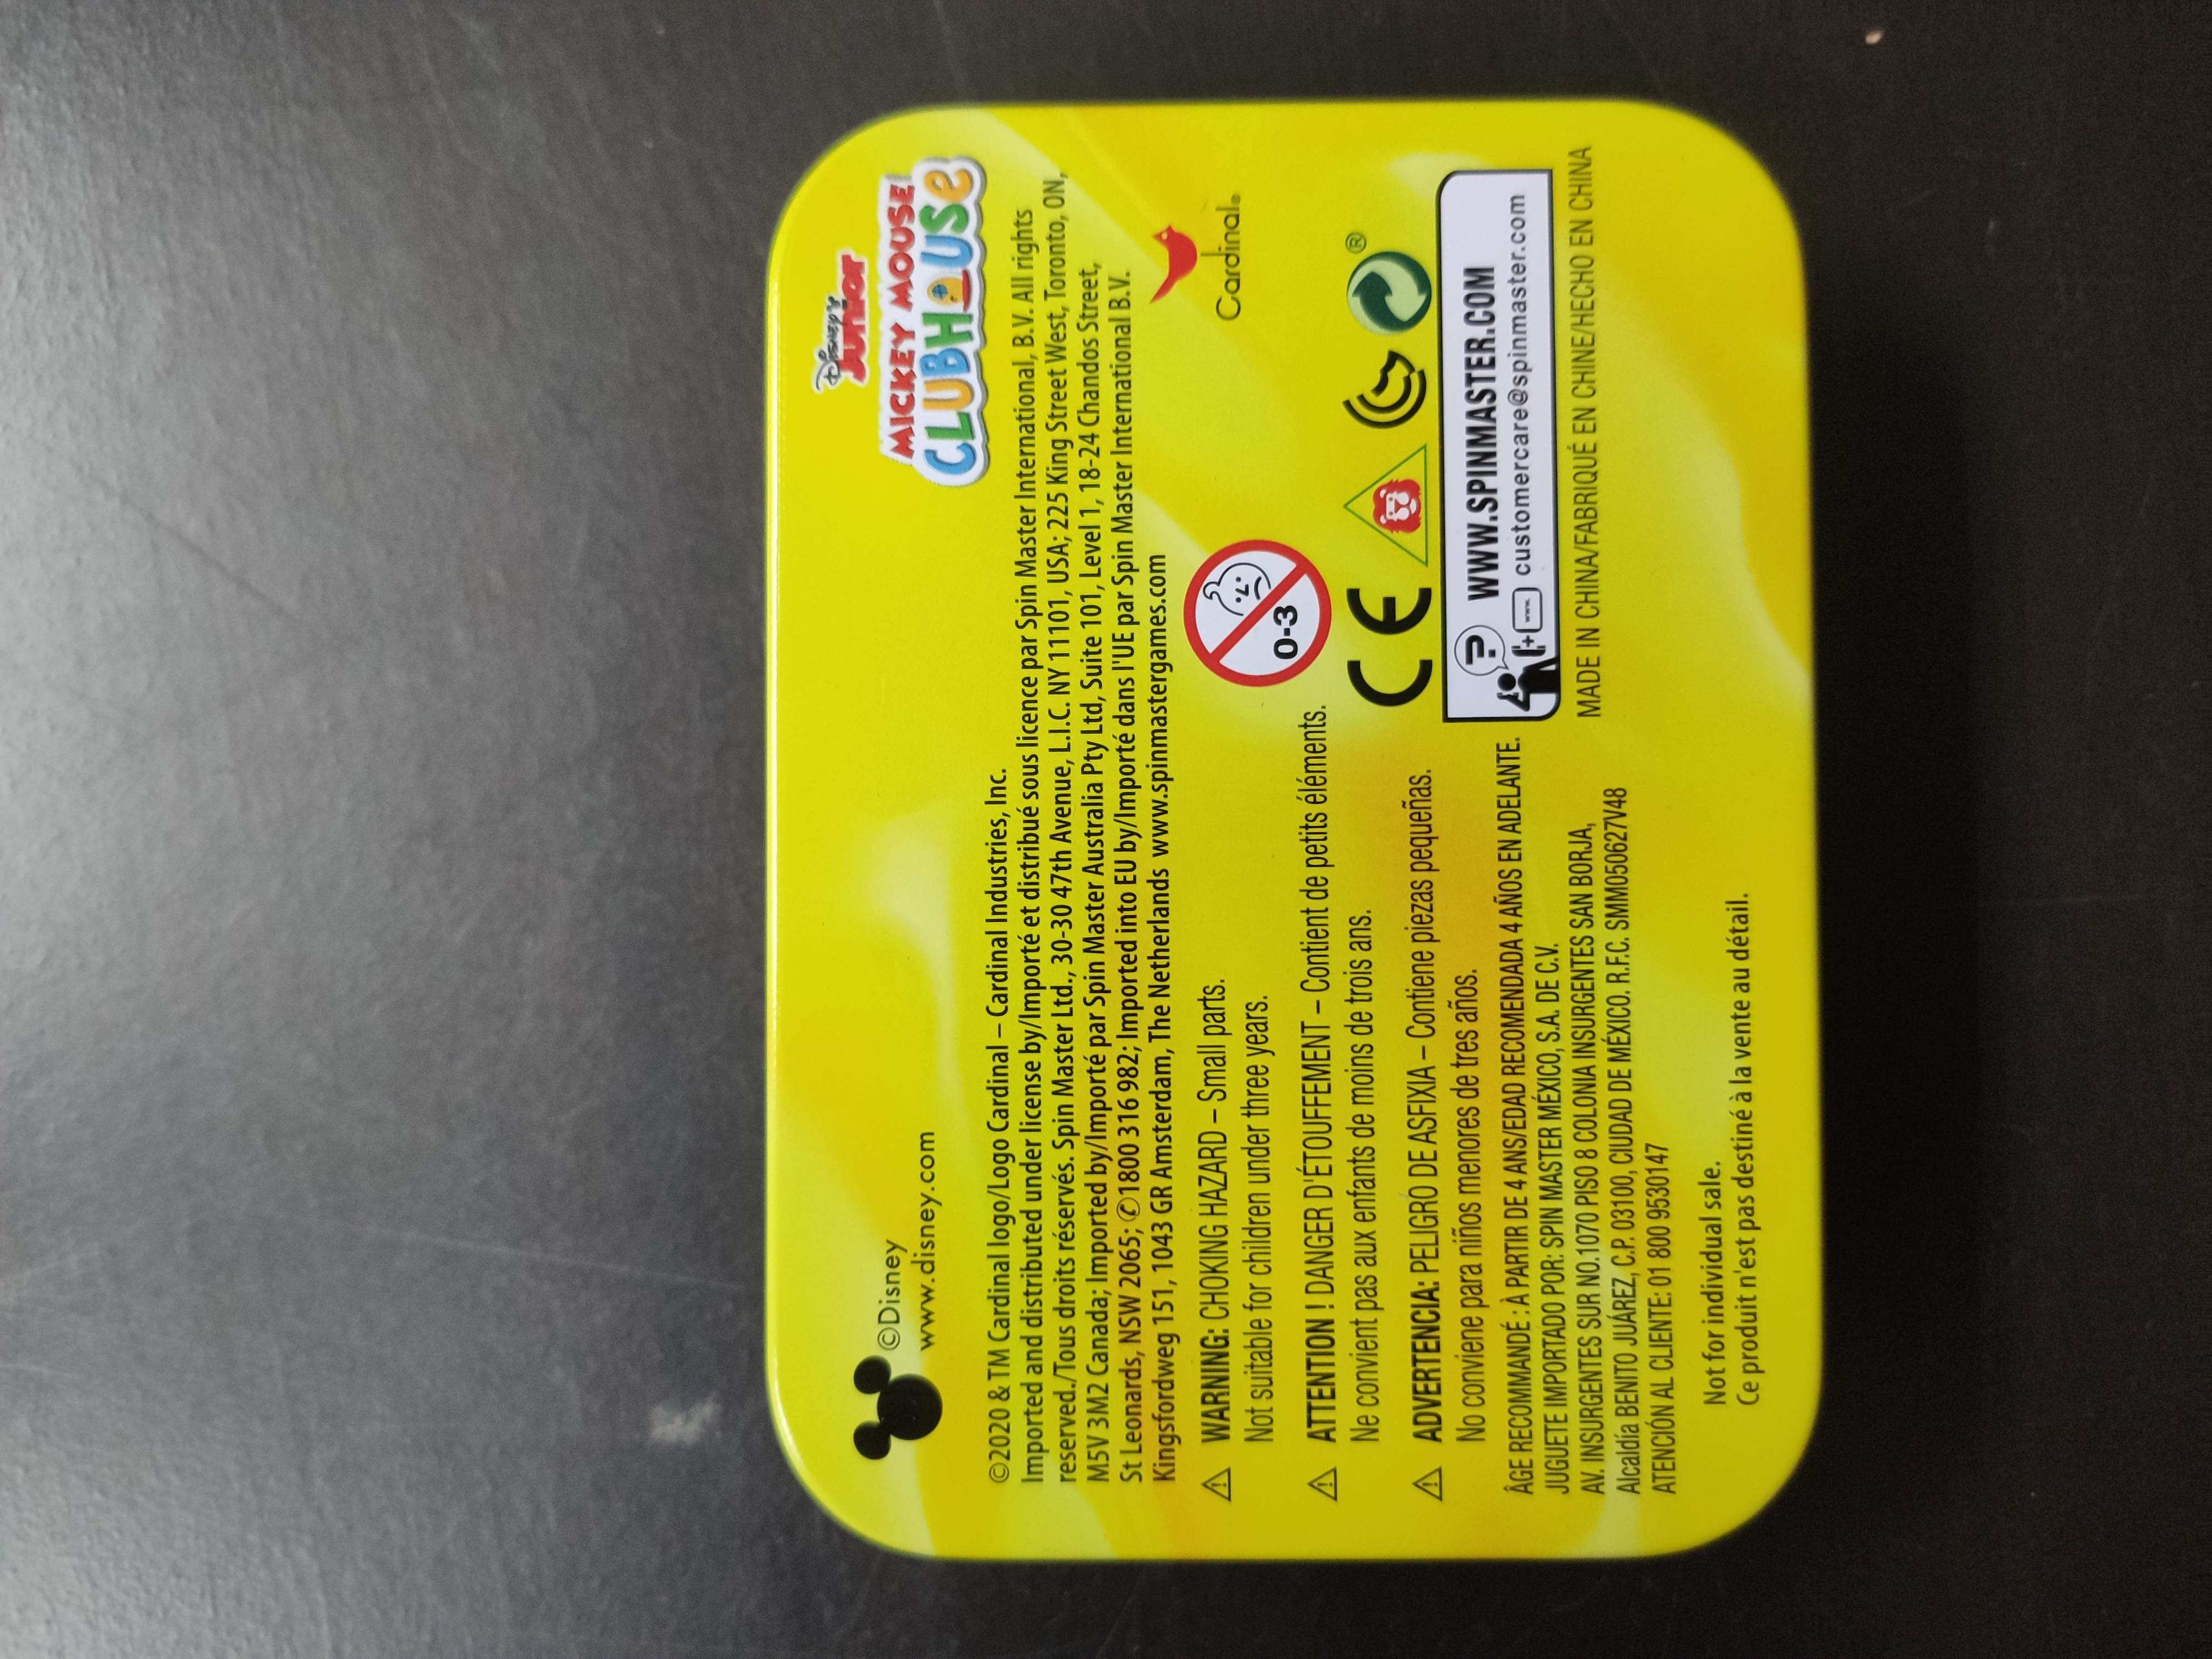 ©Disney
www.disney.com
Disney Junior
MICKEY MOUSE
CLUBHOUSE
©2020 & TM Cardinal logo/Logo Cardinal – Cardinal Industries, Inc.
Imported and distributed under license by/Importé et distribué sous licence par Spin Master International, B.V. All rights
reserved./Tous droits réservés. Spin Master Ltd., 30-30 47th Avenue, L.I.C. NY 11101, USA; 225 King Street West, Toronto, ON,
M5V 3M2 Canada; Imported by/Importé par Spin Master Australia Pty Ltd, Suite 101, Level 1, 18-24 Chandos Street,
St Leonards, NSW 2065; ✆1800 316 982; Imported into EU by/Importé dans l'UE par Spin Master International B.V.
Kingsfordweg 151, 1043 GR Amsterdam, The Netherlands www.spinmastergames.com
⚠ WARNING: CHOKING HAZARD – Small parts.
Not suitable for children under three years.
⚠ ATTENTION ! DANGER D'ÉTOUFFEMENT – Contient de petits éléments.
Ne convient pas aux enfants de moins de trois ans.
⚠ ADVERTENCIA: PELIGRO DE ASFIXIA – Contiene piezas pequeñas.
No conviene para niños menores de tres años.
ÂGE RECOMMANDÉ : À PARTIR DE 4 ANS/EDAD RECOMENDADA 4 AÑOS EN ADELANTE.
JUGUETE IMPORTADO POR: SPIN MASTER MÉXICO, S.A. DE C.V.
AV. INSURGENTES SUR NO.1070 PISO 8 COLONIA INSURGENTES SAN BORJA,
Alcaldía BENITO JUÁREZ, C.P. 03100, CIUDAD DE MÉXICO. R.F.C. SMM050627V48
ATENCIÓN AL CLIENTE: 01 800 9530147
Not for individual sale.
Ce produit n'est pas destiné à la vente au détail.
Cardinal®
0-3
CE
®
? WWW.SPINMASTER.COM
+ www. customercare@spinmaster.com
MADE IN CHINA/FABRIQUÉ EN CHINE/HECHO EN CHINA